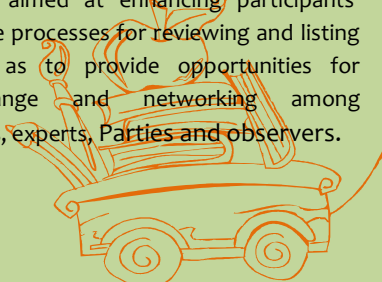 aimed at enhancing participants
processes for reviewing and listing
as to provide opportunities for
and networking among
, experts, Parties and observers.